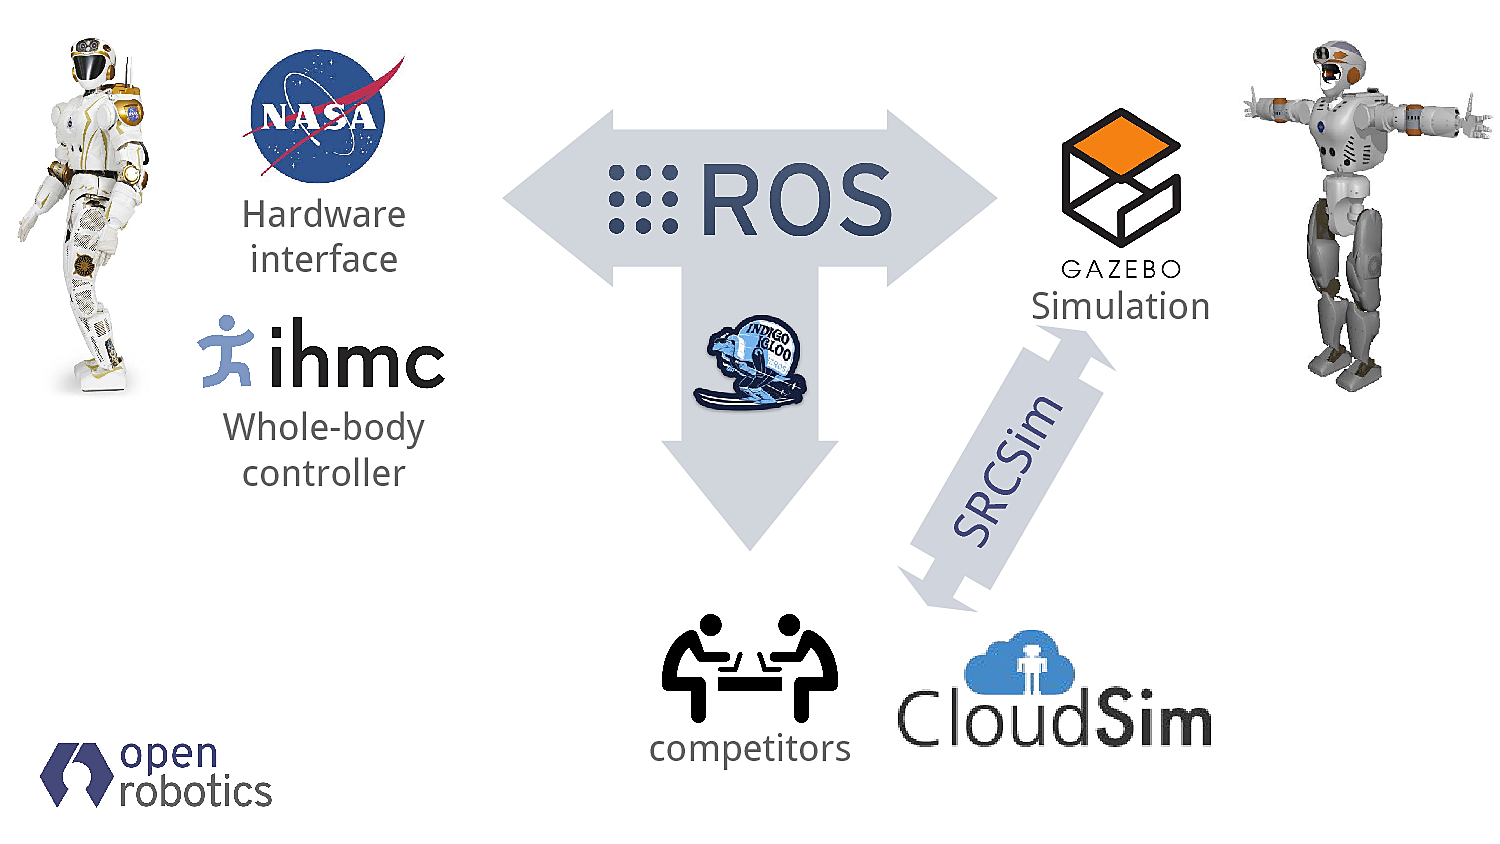 NASA
Hardware
interface
ihmc
Whole-body
controller
ROS
INDIGO
IGLOO
GAZEBO
Simulation
SRCSim
competitors
CloudSim
open
robotics